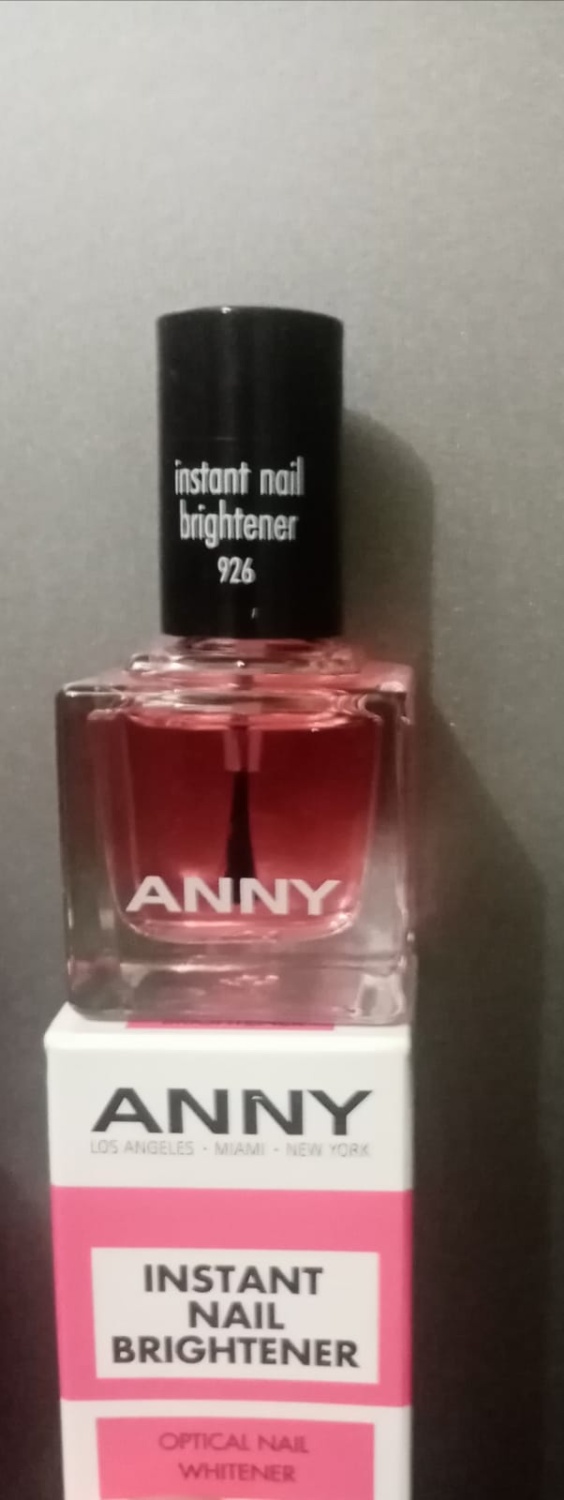 instant nail
brightener
926
ANNY
ANNY
LOS ANGELES · MIAMI · NEW YORK
INSTANT
NAIL
BRIGHTENER
OPTICAL NAIL
WHITENER